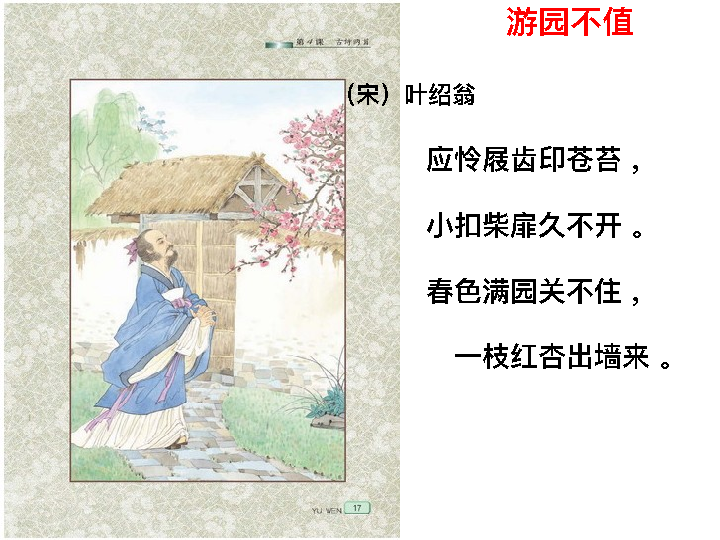 游园不值
第4课 古诗两首
（宋）叶绍翁
应怜屐齿印苍苔，
小扣柴扉久不开。
春色满园关不住，
一枝红杏出墙来。
YU WEN 17